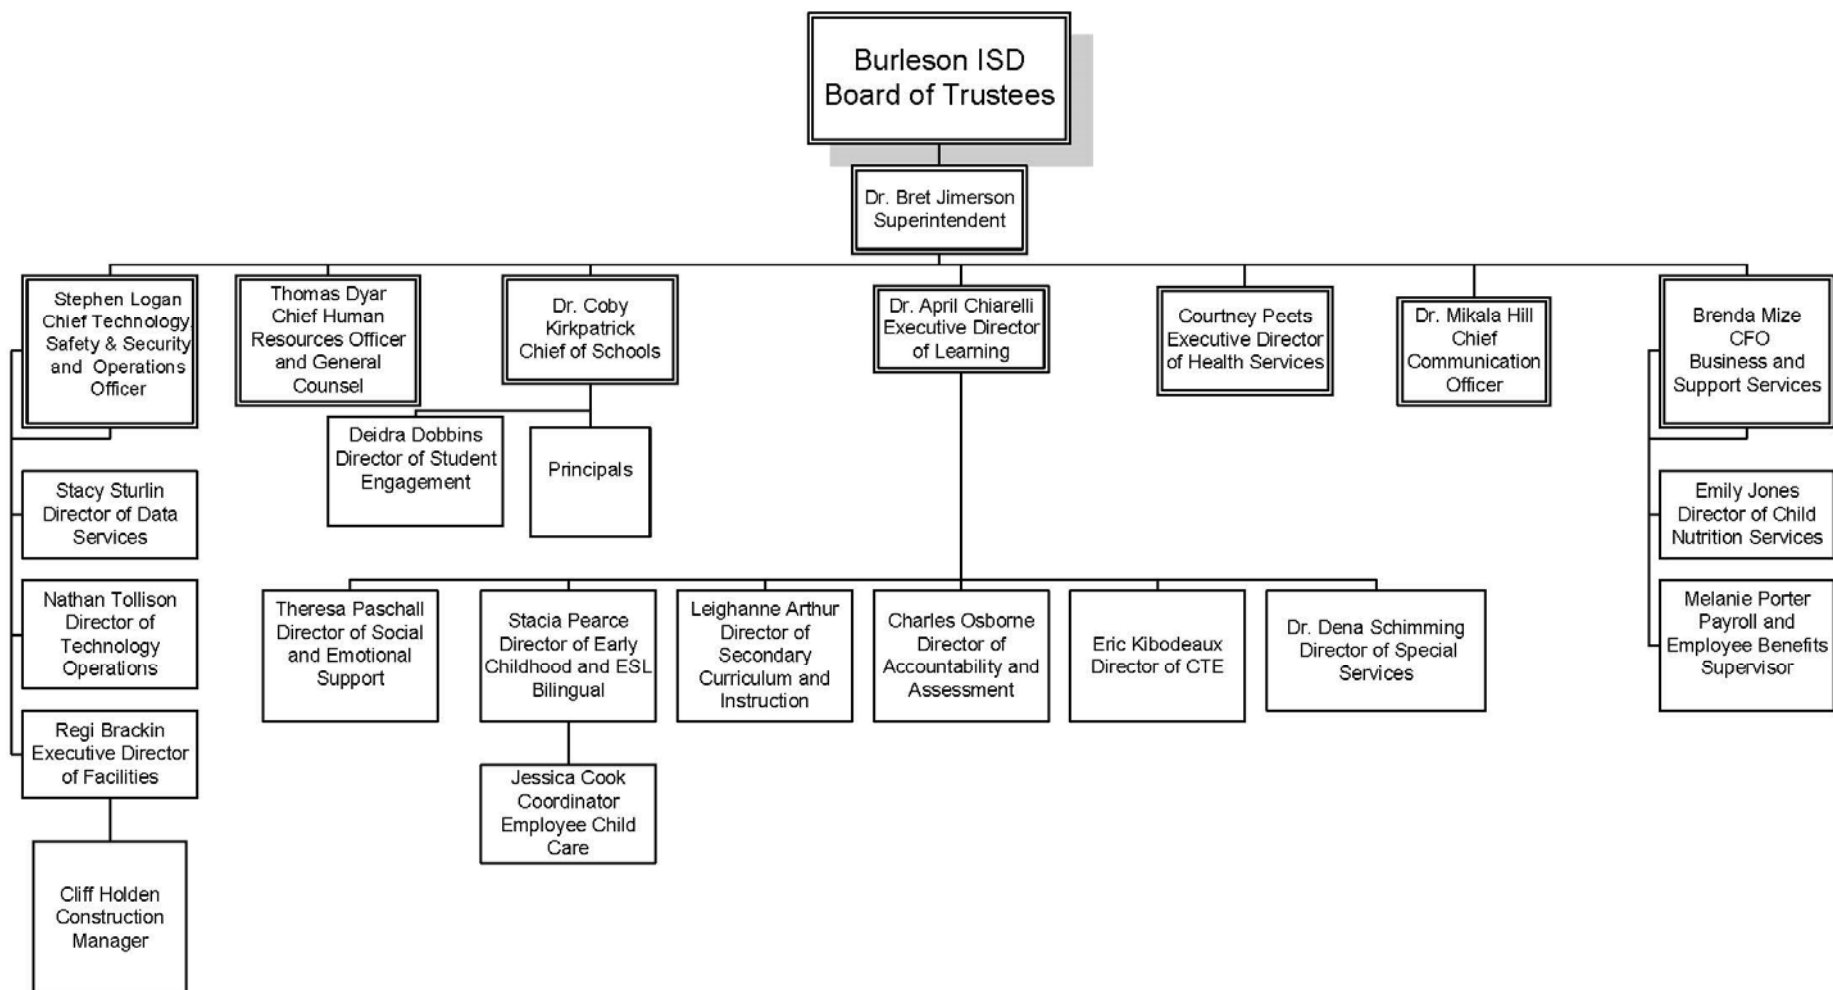 Burleson ISD
Board of Trustees
Dr. Bret Jimerson
Superintendent
Stephen Logan
Chief Technology,
Safety & Security
and Operations
Officer
Thomas Dyar
Chief Human
Resources Officer
and General
Counsel
Dr. Coby
Kirkpatrick
Chief of Schools
Dr. April Chiarelli
Executive Director
of Learning
Courtney Peets
Executive Director
of Health Services
Dr. Mikala Hill
Chief
Communication
Officer
Brenda Mize
CFO
Business and
Support Services
Deidra Dobbins
Director of Student
Engagement
Principals
Stacy Sturlin
Director of Data
Services
Emily Jones
Director of Child
Nutrition Services
Nathan Tollison
Director of
Technology
Operations
Theresa Paschall
Director of Social
and Emotional
Support
Stacia Pearce
Director of Early
Childhood and ESL
Bilingual
Leighanne Arthur
Director of
Secondary
Curriculum and
Instruction
Charles Osborne
Director of
Accountability and
Assessment
Eric Kibodeaux
Director of CTE
Dr. Dena Schimming
Director of Special
Services
Melanie Porter
Payroll and
Employee Benefits
Supervisor
Regi Brackin
Executive Director
of Facilities
Jessica Cook
Coordinator
Employee Child
Care
Cliff Holden
Construction
Manager